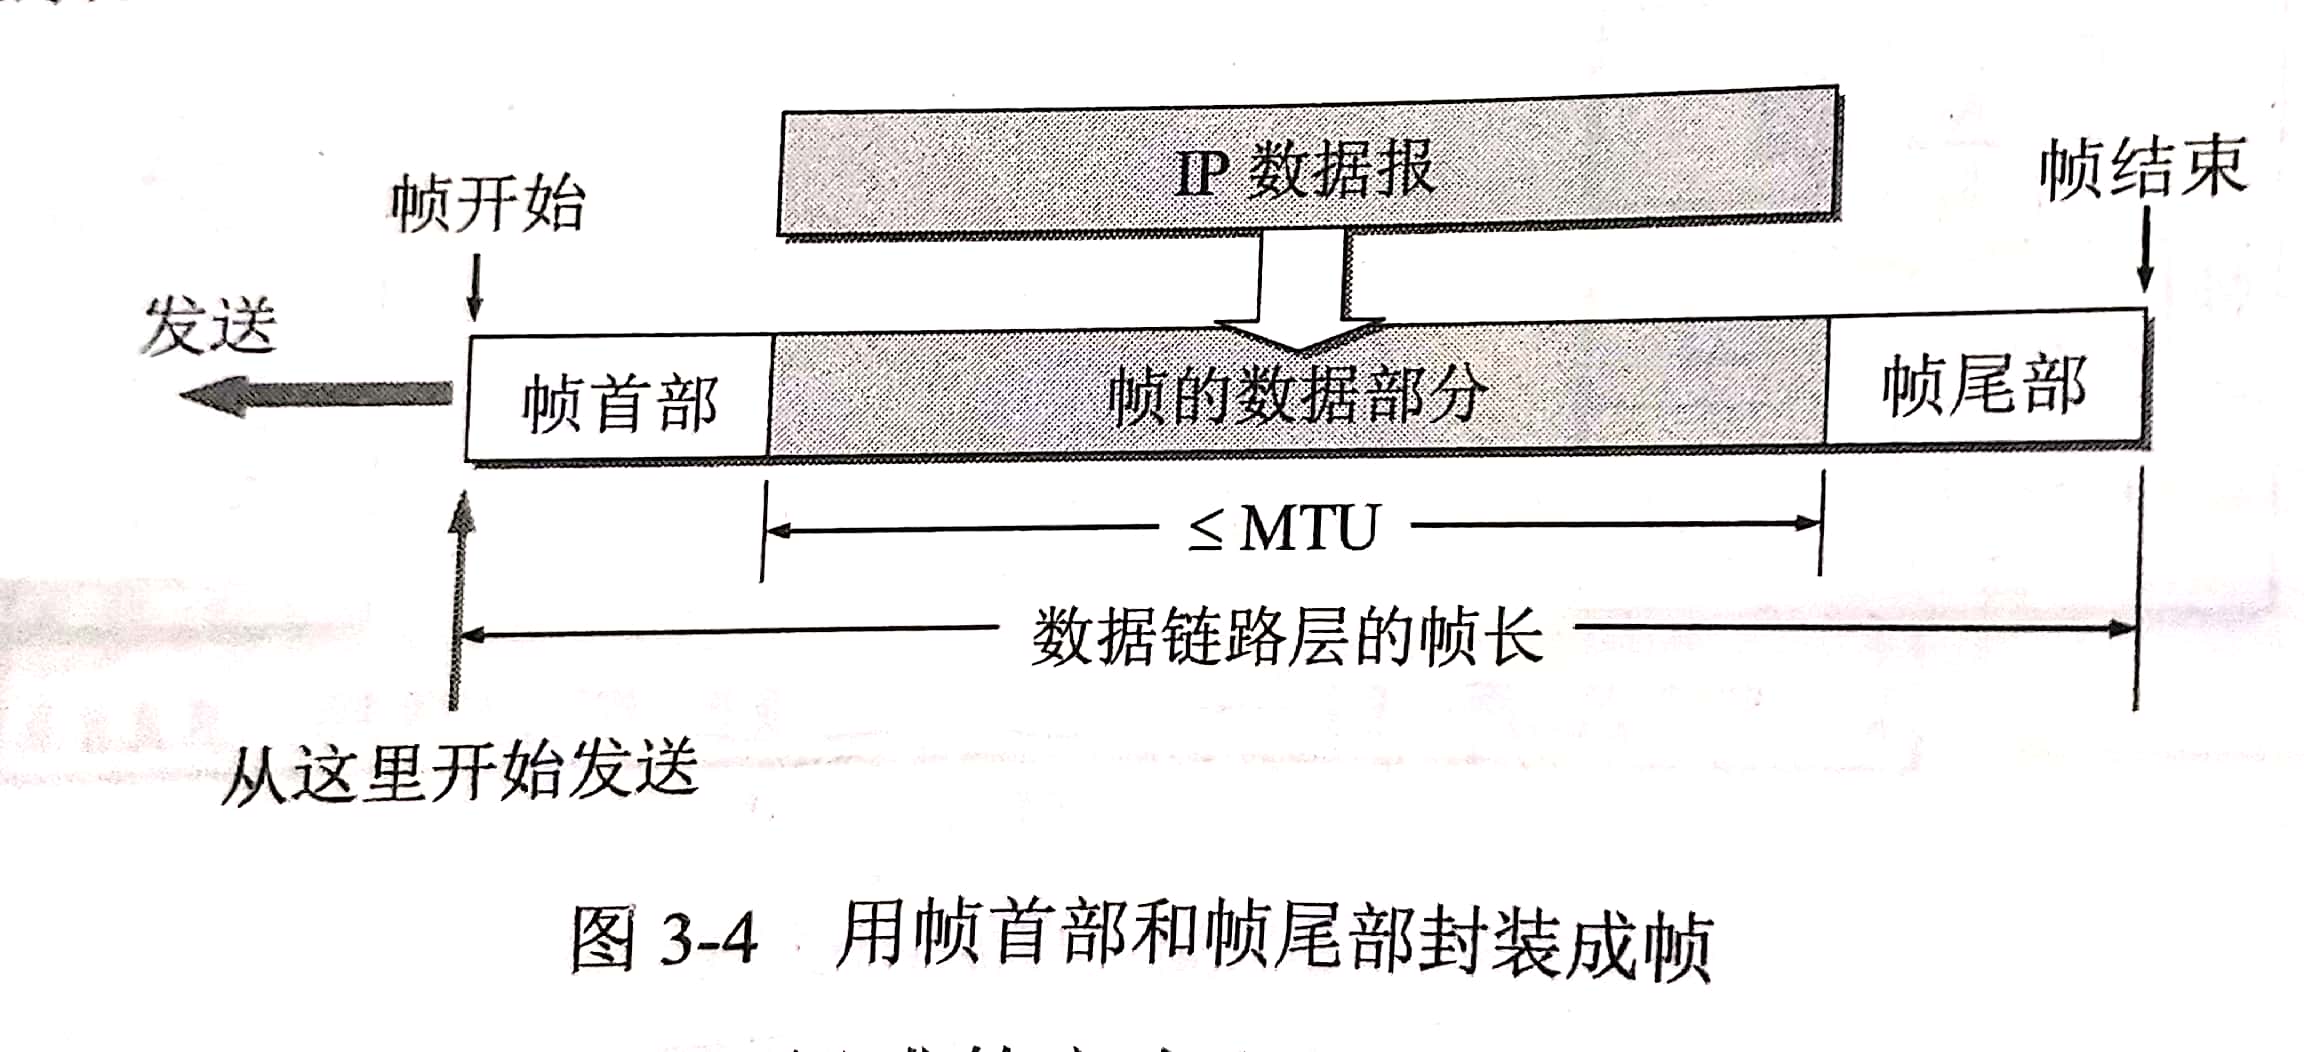 IP 数据报
帧开始
帧结束
发送
帧首部
帧的数据部分
帧尾部
≤ MTU
数据链路层的帧长
从这里开始发送
图 3-4 用帧首部和帧尾部封装成帧